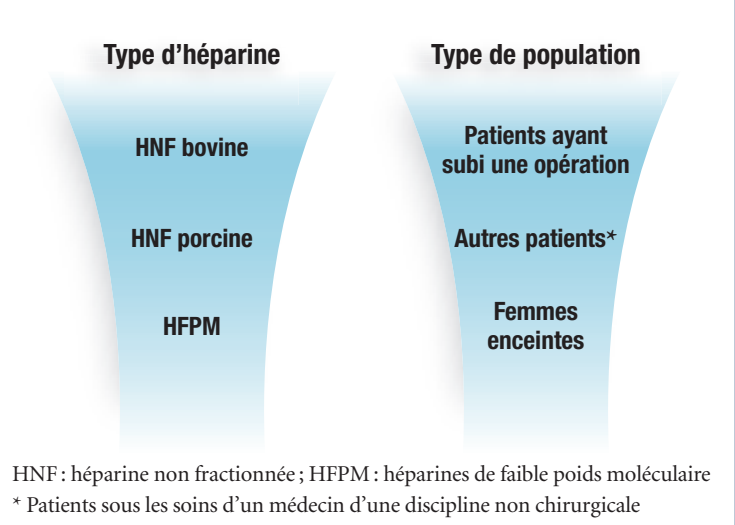 Type d’héparine
HNF bovine
HNF porcine
HFPM
Type de population
Patients ayant
subi une opération
Autres patients*
Femmes
enceintes
HNF : héparine non fractionnée ; HFPM : héparines de faible poids moléculaire
* Patients sous les soins d’un médecin d’une discipline non chirurgicale